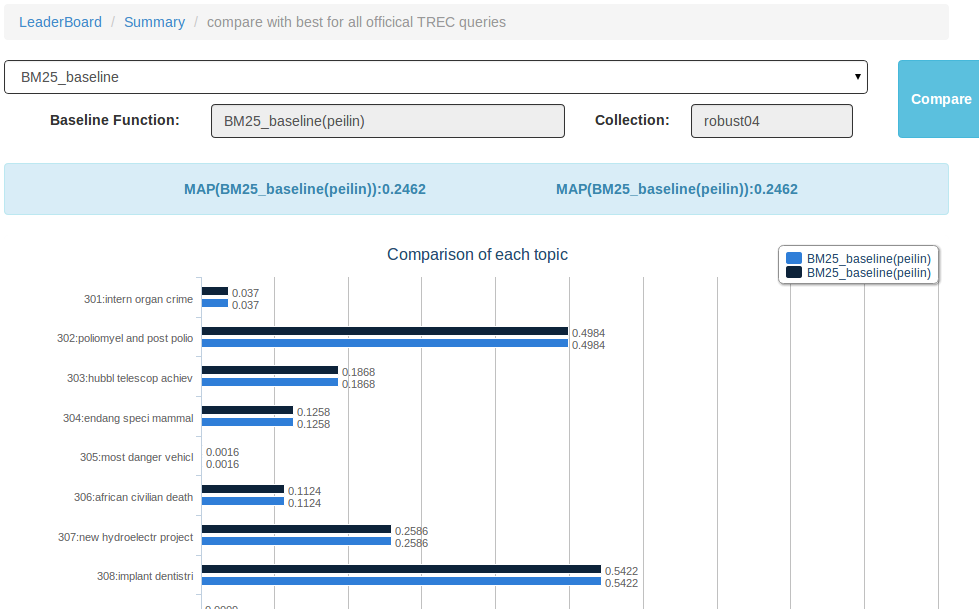 LeaderBoard / Summary / compare with best for all officical TREC queries
BM25_baseline
Compare
Baseline Function: BM25_baseline(peilin) Collection: robust04
MAP(BM25_baseline(peilin)):0.2462 MAP(BM25_baseline(peilin)):0.2462
Comparison of each topic
BM25_baseline(peilin)
BM25_baseline(peilin)
301:intern organ crime
0.037
0.037
302:poliomyel and post polio
0.4984
0.4984
303:hubbl telescop achiev
0.1868
0.1868
304:endang speci mammal
0.1258
0.1258
305:most danger vehicl
0.0016
0.0016
306:african civilian death
0.1124
0.1124
307:new hydroelectr project
0.2586
0.2586
308:implant dentistri
0.5422
0.5422